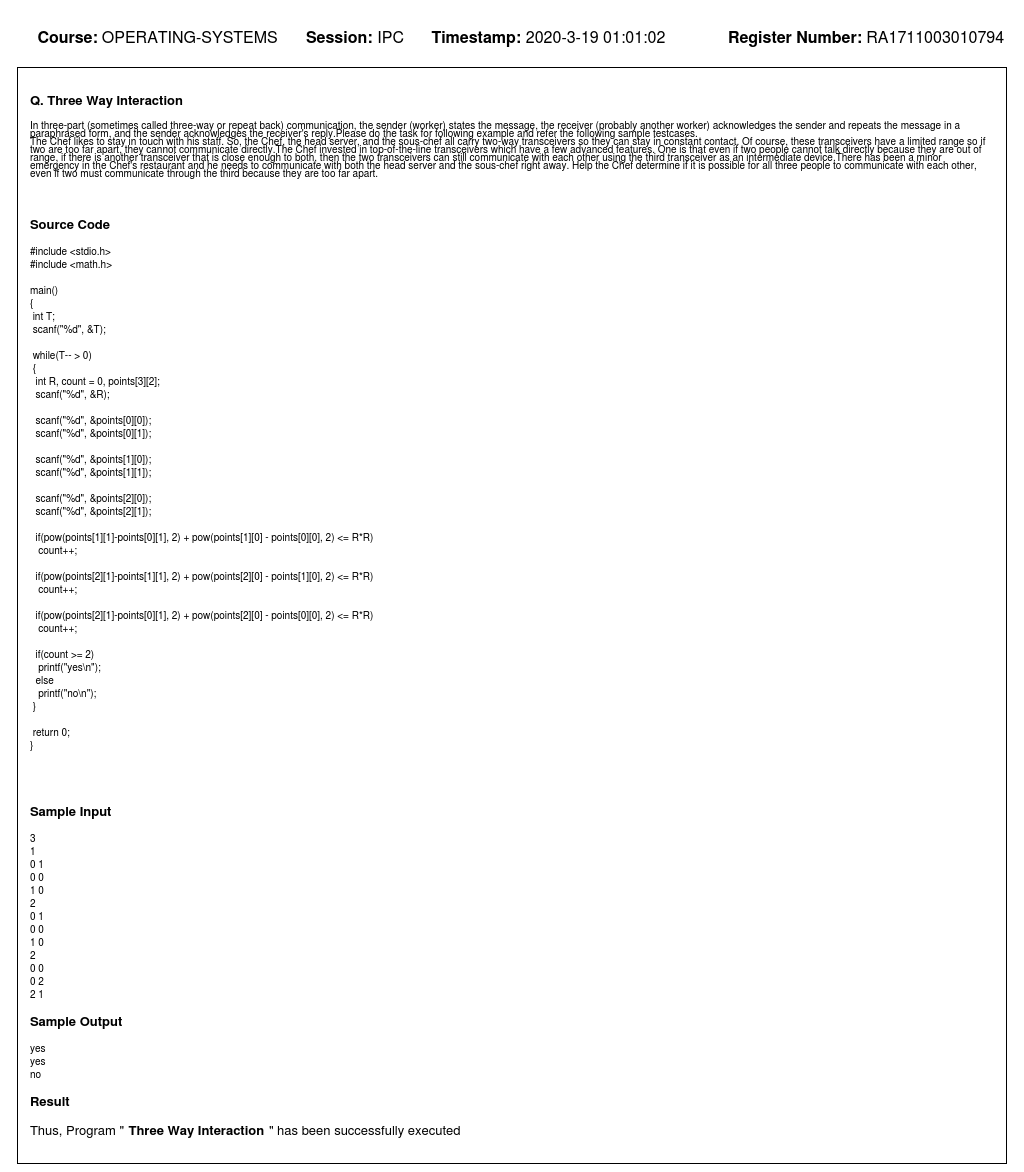 Course: OPERATING-SYSTEMS Session: IPC Timestamp: 2020-3-19 01:01:02 Register Number: RA1711003010794
Q. Three Way Interaction
In three-part (sometimes called three-way or repeat back) communication, the sender (worker) states the message, the receiver (probably another worker) acknowledges the sender and repeats the message in a
paraphrased form, and the sender acknowledges the receiver's reply.Please do the task for following example and refer the following sample testcases.
The Chef likes to stay in touch with his staff. So, the Chef, the head server, and the sous-chef all carry two-way transceivers so they can stay in constant contact. Of course, these transceivers have a limited range so if
two are too far apart, they cannot communicate directly.The Chef invested in top-of-the-line transceivers which have a few advanced features. One is that even if two people cannot talk directly because they are out of
range, if there is another transceiver that is close enough to both, then the two transceivers can still communicate with each other using the third transceiver as an intermediate device.There has been a minor
emergency in the Chef's restaurant and he needs to communicate with both the head server and the sous-chef right away. Help the Chef determine if it is possible for all three people to communicate with each other,
even if two must communicate through the third because they are too far apart.
Source Code
#include <stdio.h>
#include <math.h>
main()
{
int T;
scanf("%d", &T);
while(T-- > 0)
{
int R, count = 0, points[3][2];
scanf("%d", &R);
scanf("%d", &points[0][0]);
scanf("%d", &points[0][1]);
scanf("%d", &points[1][0]);
scanf("%d", &points[1][1]);
scanf("%d", &points[2][0]);
scanf("%d", &points[2][1]);
if(pow(points[1][1]-points[0][1], 2) + pow(points[1][0] - points[0][0], 2) <= R*R)
count++;
if(pow(points[2][1]-points[1][1], 2) + pow(points[2][0] - points[1][0], 2) <= R*R)
count++;
if(pow(points[2][1]-points[0][1], 2) + pow(points[2][0] - points[0][0], 2) <= R*R)
count++;
if(count >= 2)
printf("yes\n");
else
printf("no\n");
}
return 0;
}
Sample Input
3
1
0 1
0 0
1 0
2
0 1
0 0
1 0
2
0 0
0 2
2 1
Sample Output
yes
yes
no
Result
Thus, Program " Three Way Interaction " has been successfully executed